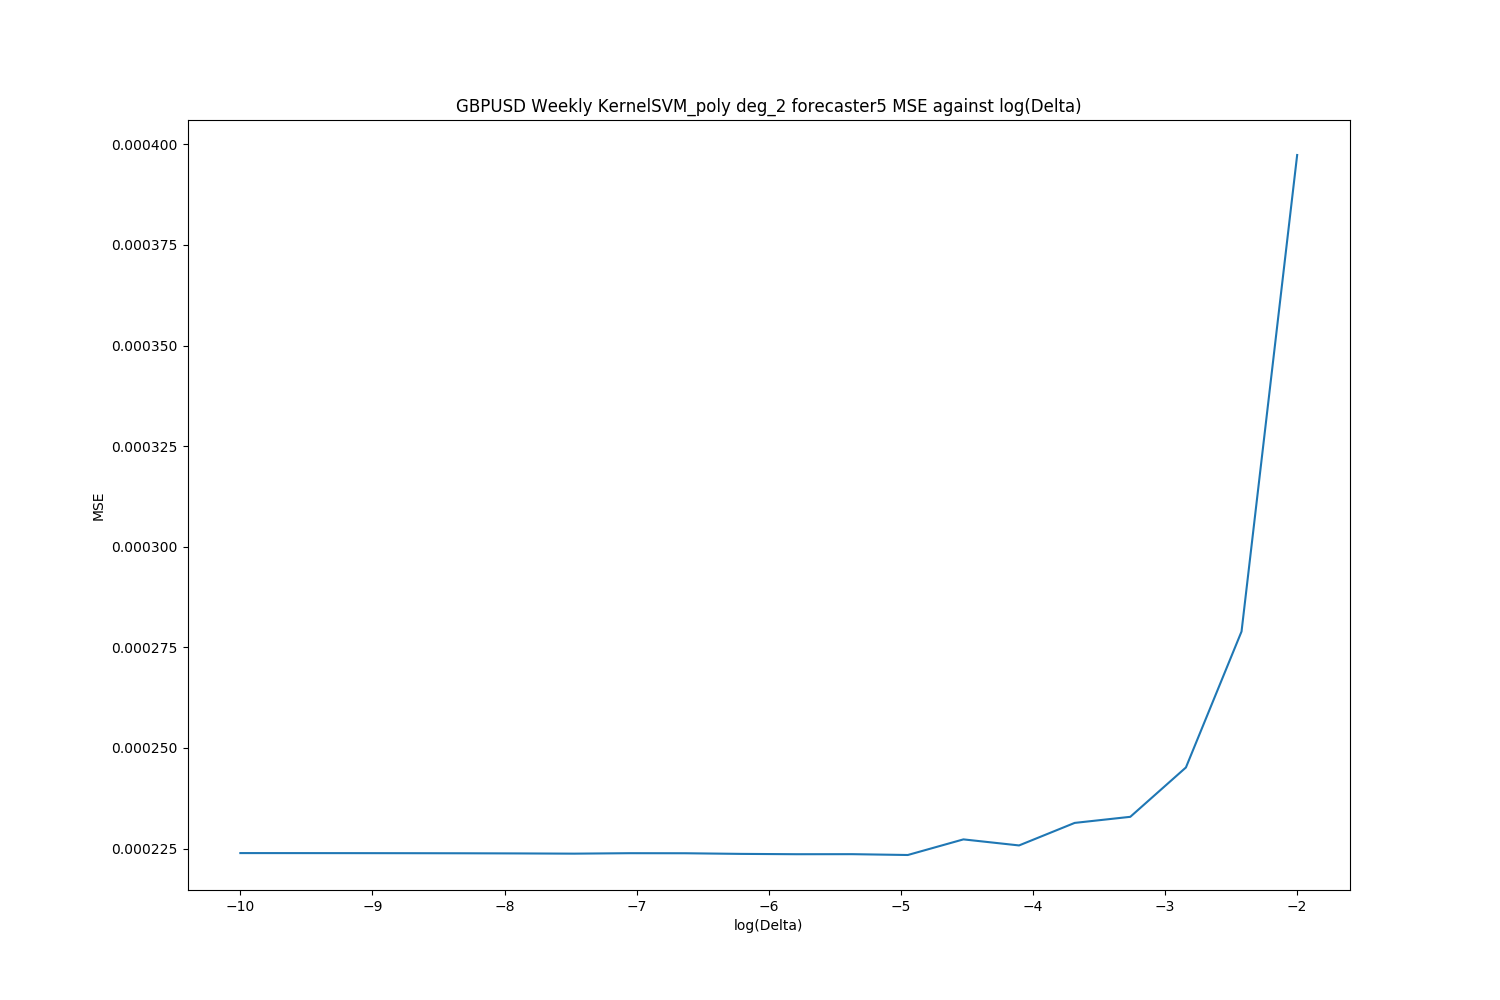 GBPUSD Weekly KernelSVM_poly deg_2 forecaster5 MSE against log(Delta)
0.000400
0.000375
0.000350
0.000325
0.000300
0.000275
0.000250
0.000225
MSE
−10 −9 −8 −7 −6 −5 −4 −3 −2
log(Delta)